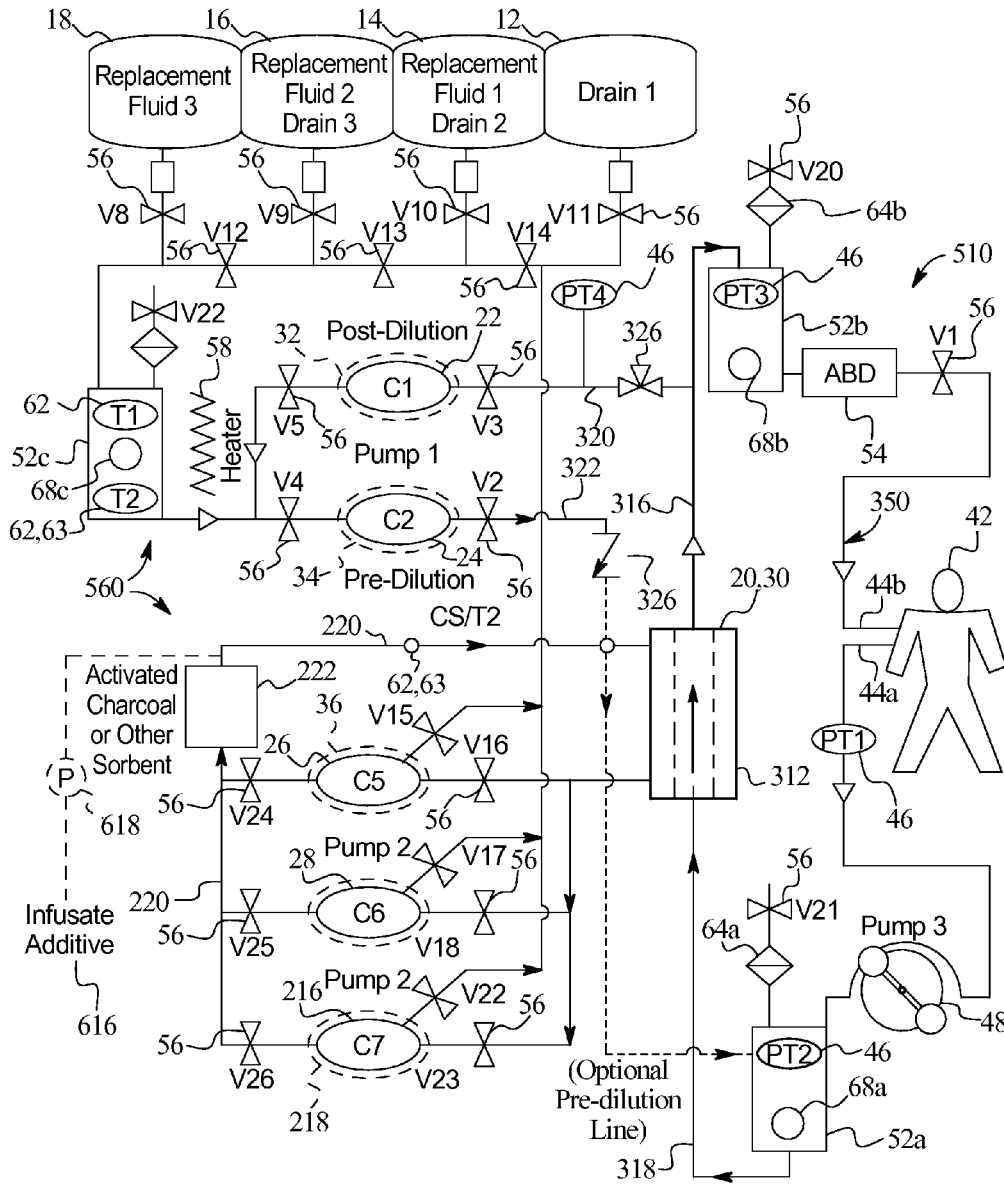 18
16
14
12
Replacement
Fluid 3
Replacement
Fluid 2
Drain 3
Replacement
Fluid 1
Drain 2
Drain 1
56
56
56
56
V20
V8
V9
V10
V11
56
64b
V12
V13
V14
56
56
56
46
46
510
PT4
PT3
V22
Post-Dilution
22
52b
56
58
32
56
326
V1
62
T1
C1
ABD
V5
56
V3
320
68b
54
52c
Heater
Pump 1
68c
V4
V2
322
316
350
42
T2
C2
62,63
56
34
24
56
Pre-Dilution
326
20,30
44b
560
CS/T2
220
62,63
44a
Activated
Charcoal
or Other
Sorbent
222
36
V15
PT1
26
V16
P
C5
312
56
V24
56
46
618
Pump 2
V17
56
28
56
220
C6
V21
Infusate
Additive
56
V25
V18
64a
Pump 3
Pump 2
V22
56
216
56
48
616
C7
PT2
46
V26
V23
(Optional
Pre-dilution
Line)
68a
218
52a
318